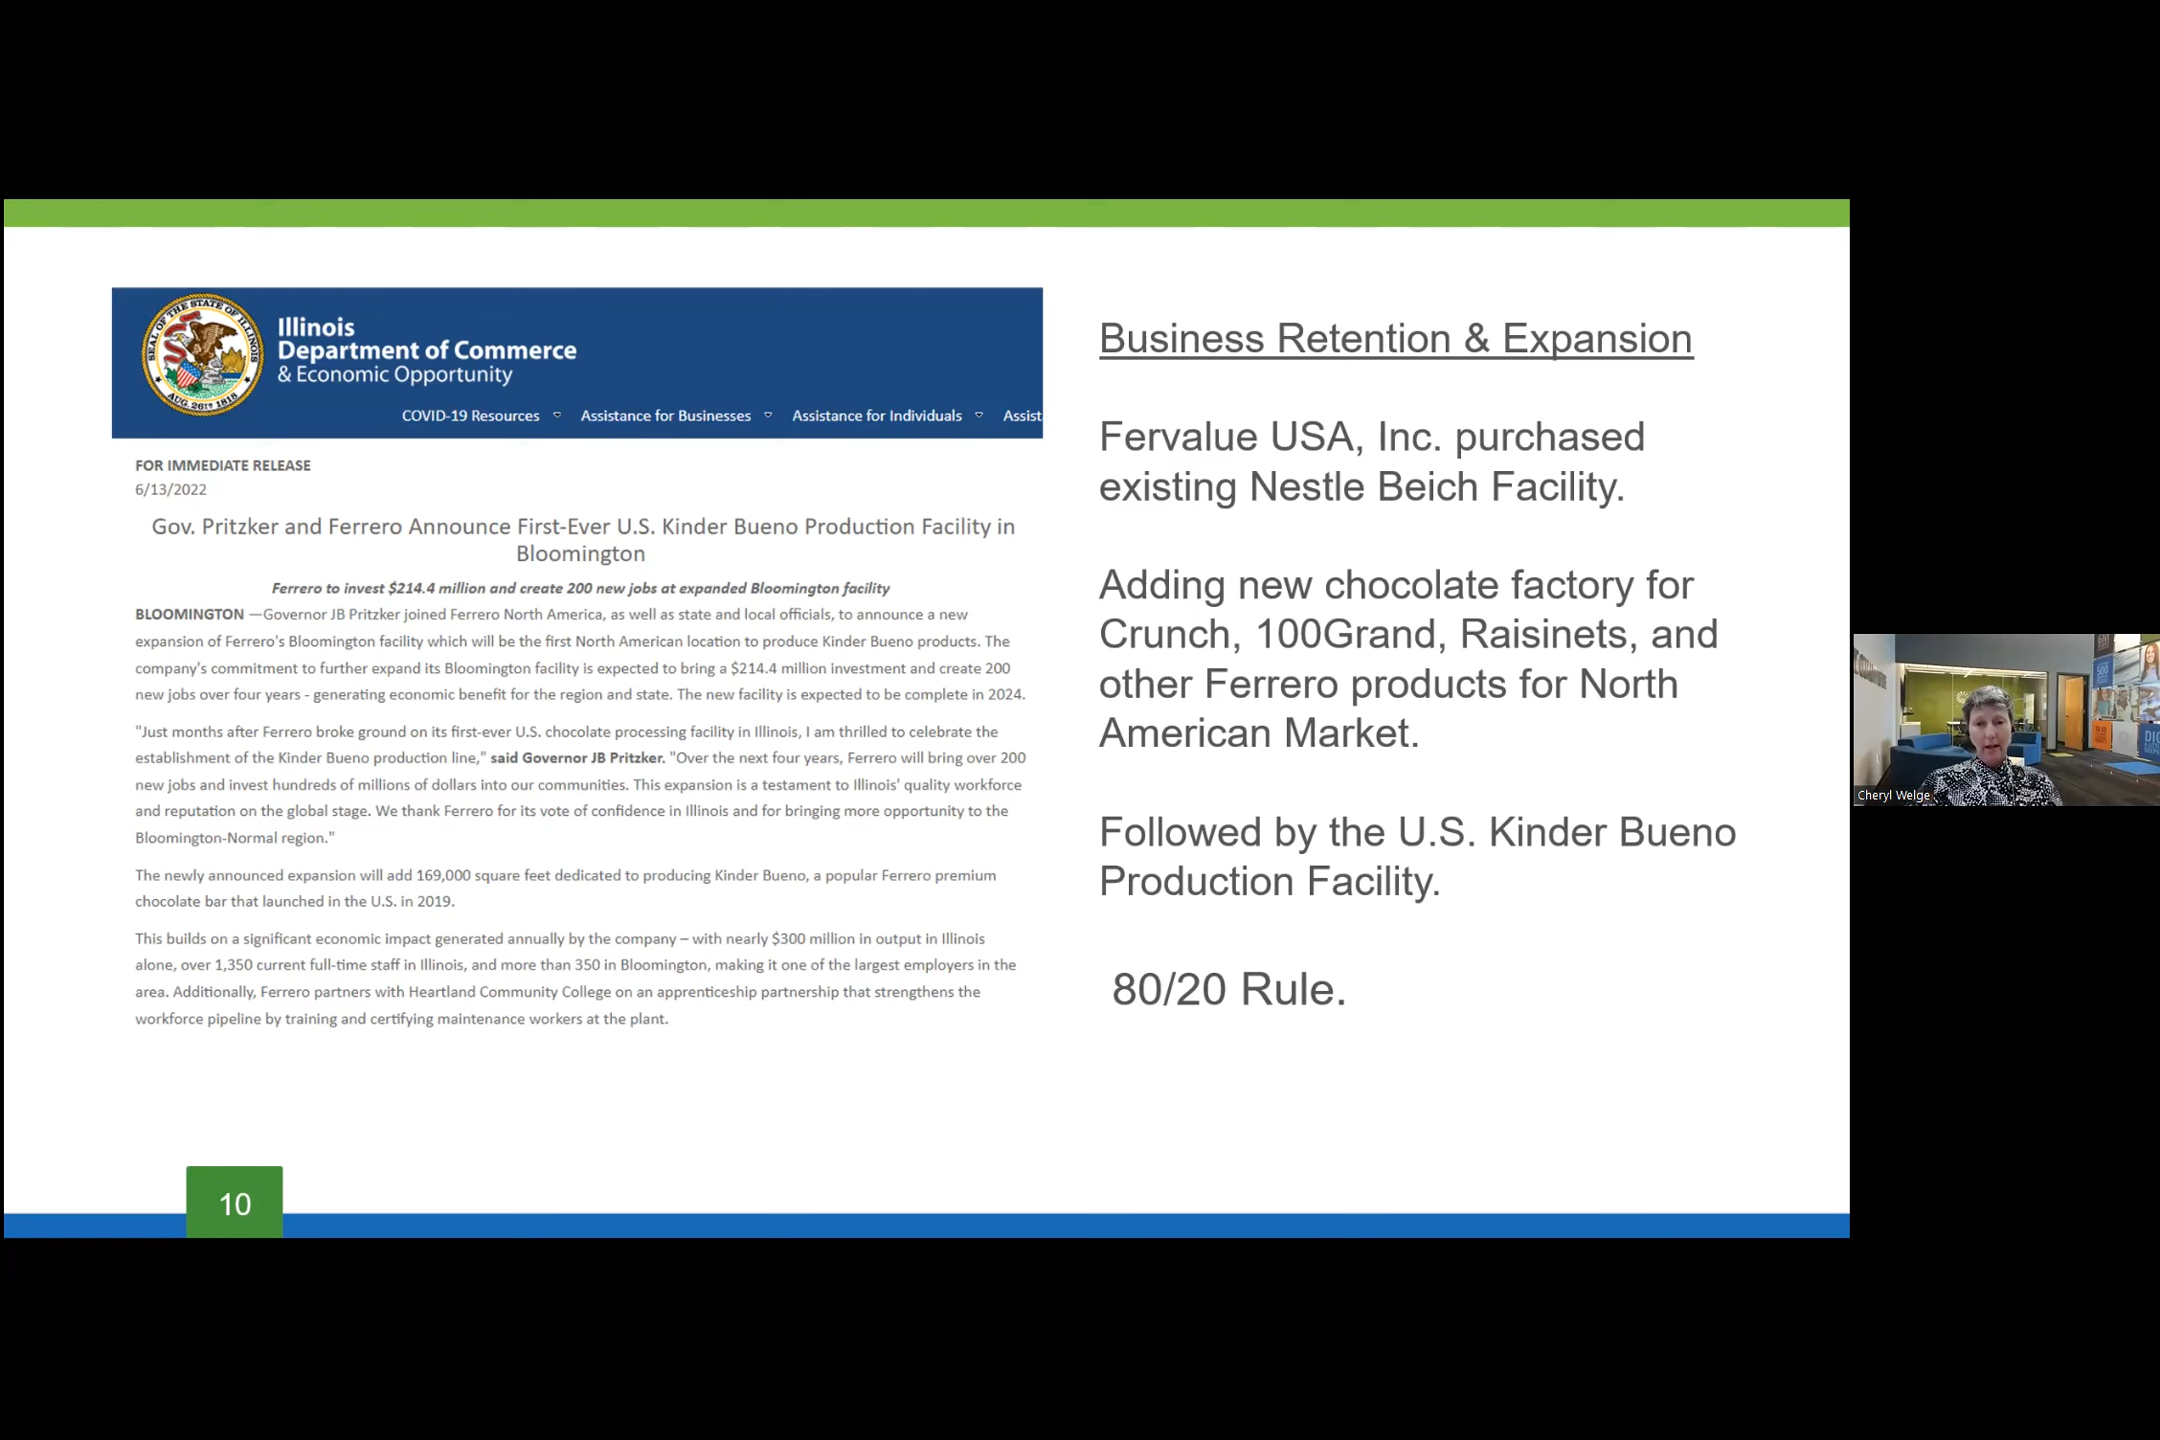 SEAL OF THE STATE OF ILLINOIS
AUG. 26TH 1818
Illinois
Department of Commerce
& Economic Opportunity
COVID-19 Resources
Assistance for Businesses
Assistance for Individuals
Assist
FOR IMMEDIATE RELEASE
6/13/2022
Gov. Pritzker and Ferrero Announce First-Ever U.S. Kinder Bueno Production Facility in
Bloomington
Ferrero to invest $214.4 million and create 200 new jobs at expanded Bloomington facility
BLOOMINGTON —Governor JB Pritzker joined Ferrero North America, as well as state and local officials, to announce a new
expansion of Ferrero's Bloomington facility which will be the first North American location to produce Kinder Bueno products. The
company's commitment to further expand its Bloomington facility is expected to bring a $214.4 million investment and create 200
new jobs over four years - generating economic benefit for the region and state. The new facility is expected to be complete in 2024.
"Just months after Ferrero broke ground on its first-ever U.S. chocolate processing facility in Illinois, I am thrilled to celebrate the
establishment of the Kinder Bueno production line," said Governor JB Pritzker. "Over the next four years, Ferrero will bring over 200
new jobs and invest hundreds of millions of dollars into our communities. This expansion is a testament to Illinois' quality workforce
and reputation on the global stage. We thank Ferrero for its vote of confidence in Illinois and for bringing more opportunity to the
Bloomington-Normal region."
The newly announced expansion will add 169,000 square feet dedicated to producing Kinder Bueno, a popular Ferrero premium
chocolate bar that launched in the U.S. in 2019.
This builds on a significant economic impact generated annually by the company – with nearly $300 million in output in Illinois
alone, over 1,350 current full-time staff in Illinois, and more than 350 in Bloomington, making it one of the largest employers in the
area. Additionally, Ferrero partners with Heartland Community College on an apprenticeship partnership that strengthens the
workforce pipeline by training and certifying maintenance workers at the plant.
Business Retention & Expansion
Fervalue USA, Inc. purchased
existing Nestle Beich Facility.
Adding new chocolate factory for
Crunch, 100Grand, Raisinets, and
other Ferrero products for North
American Market.
Followed by the U.S. Kinder Bueno
Production Facility.
80/20 Rule.
10
Cheryl Welge